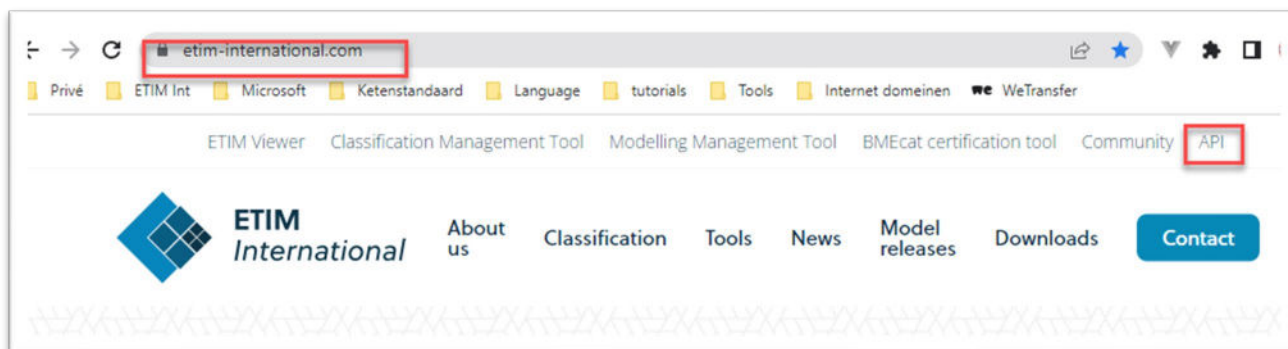 etim-international.com
Privé ETIM Int Microsoft Ketenstandaard Language tutorials Tools Internet domeinen we WeTransfer
ETIM Viewer Classification Management Tool Modelling Management Tool BMEcat certification tool Community API
ETIM
International
About
us
Classification Tools News
Model
releases
Downloads
Contact